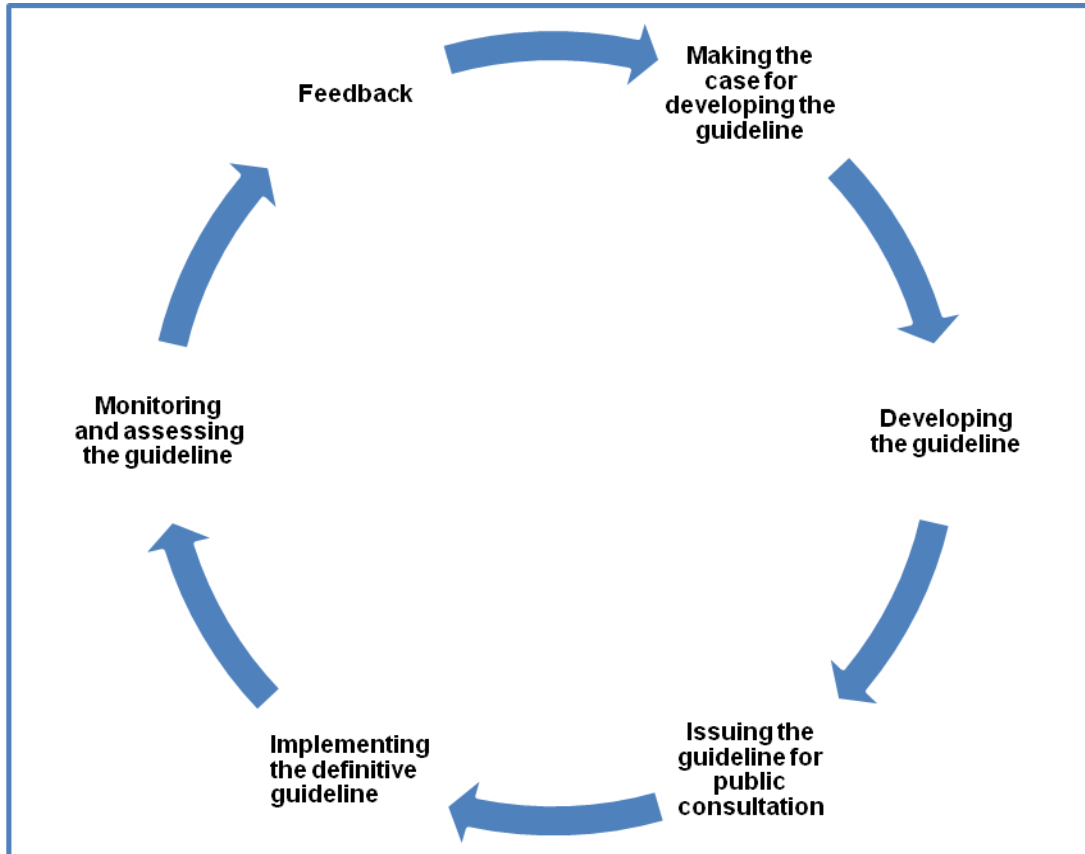 Feedback
Making the
case for
developing the
guideline
Developing
the guideline
Issuing the
guideline for
public
consultation
Implementing
the definitive
guideline
Monitoring
and assessing
the guideline